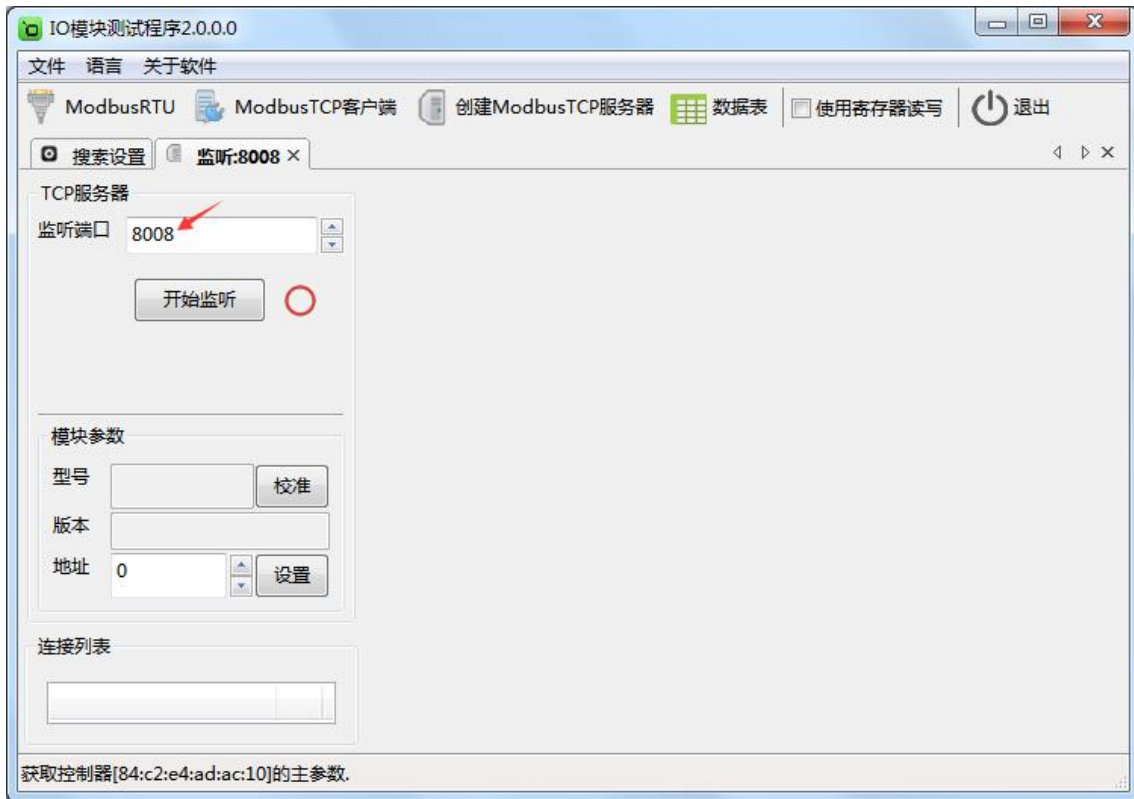 IO模块测试程序2.0.0.0
文件 语言 关于软件
ModbusRTU ModbusTCP客户端 创建ModbusTCP服务器 数据表 使用寄存器读写 退出
搜索设置 监听:8008
TCP服务器
监听端口 8008
开始监听
模块参数
型号 校准
版本
地址 0 设置
连接列表
获取控制器[84:c2:e4:ad:ac:10]的主参数.